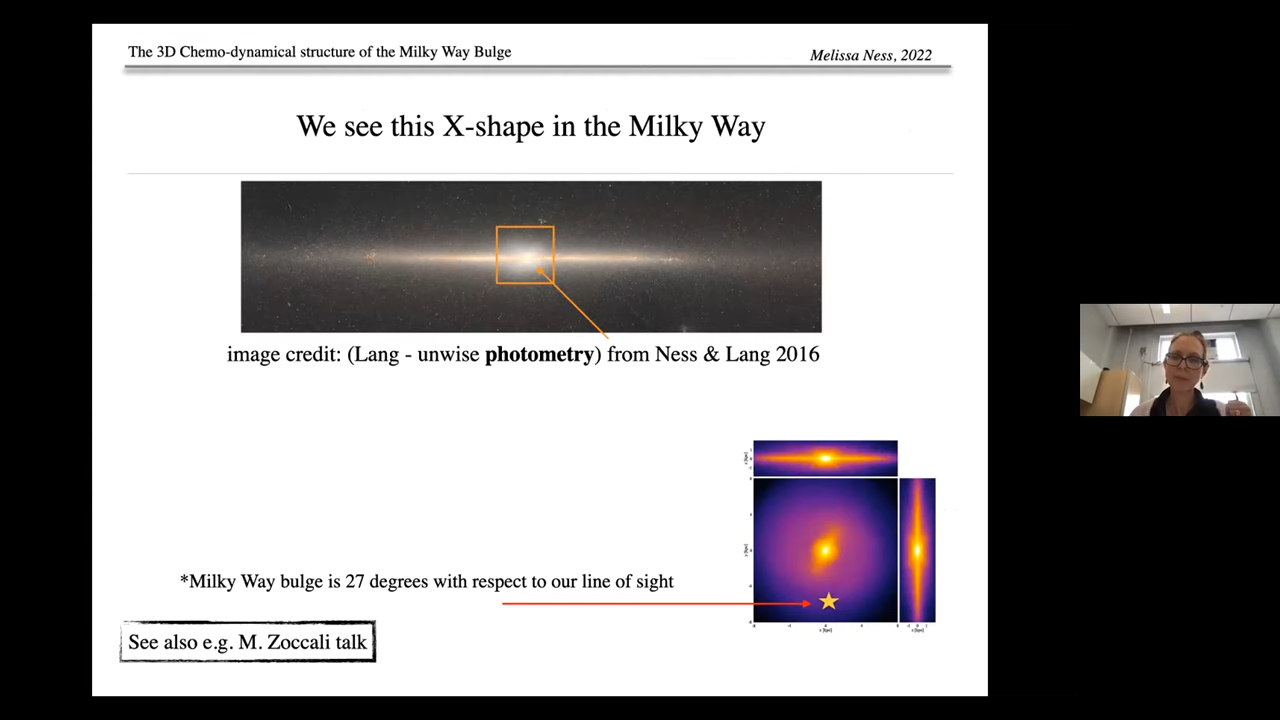 The 3D Chemo-dynamical structure of the Milky Way Bulge
Melissa Ness, 2022
We see this X-shape in the Milky Way
image credit: (Lang - unwise photometry) from Ness & Lang 2016
*Milky Way bulge is 27 degrees with respect to our line of sight
See also e.g. M. Zoccali talk